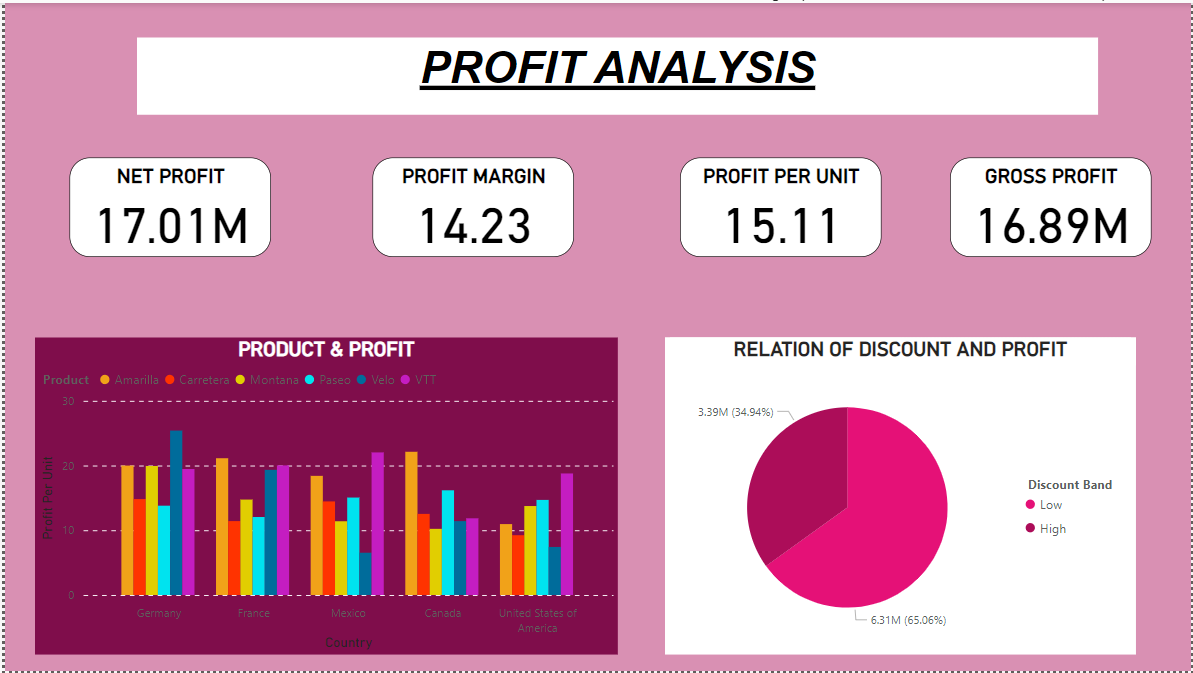 PROFIT ANALYSIS
NET PROFIT
17.01M
PROFIT MARGIN
14.23
PROFIT PER UNIT
15.11
GROSS PROFIT
16.89M
PRODUCT & PROFIT
Product Amarilla Carretera Montana Paseo Velo VTT
Profit Per Unit
30
20
10
0
Germany France Mexico Canada United States of
America
Country
RELATION OF DISCOUNT AND PROFIT
3.39M (34.94%)
6.31M (65.06%)
Discount Band
Low
High